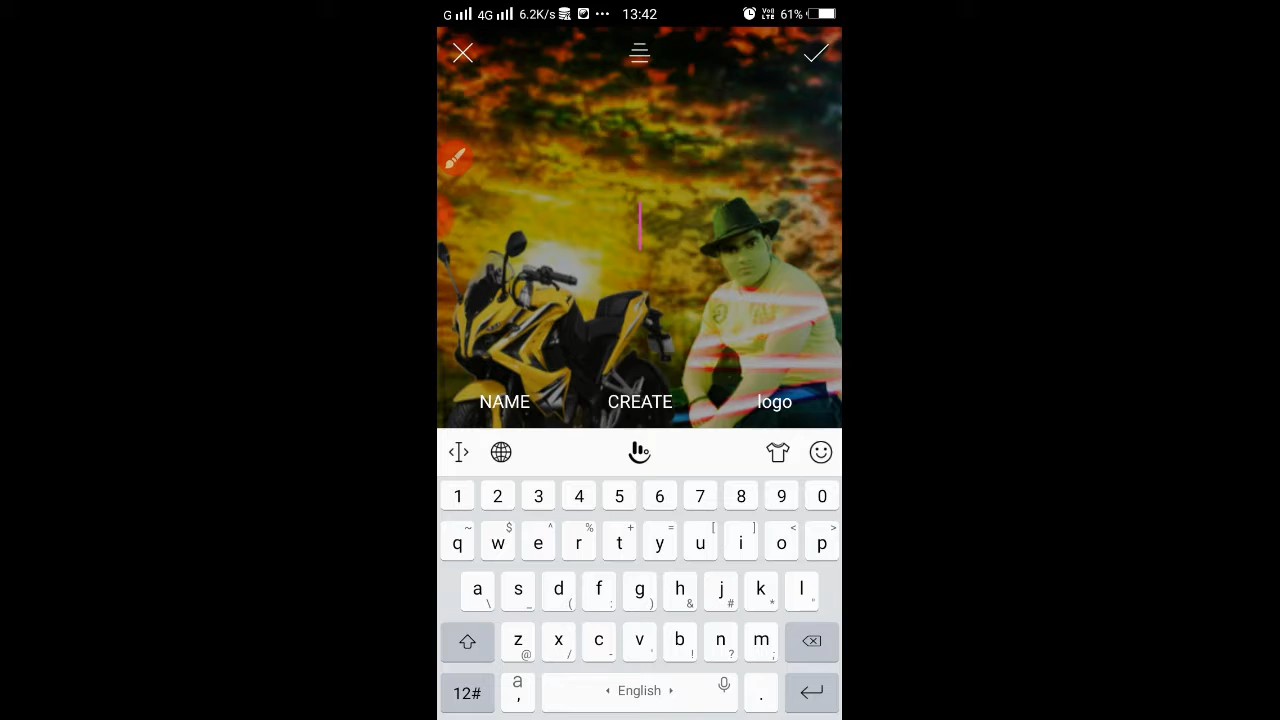 G 4G 6.2K/s ... 13:42 VoLTE 61%
NAME CREATE logo
1 2 3 4 5 6 7 8 9 0
~ $ ^ % + = [ ] < >
q w e r t y u i o p
a s d f g h j k l
\ _ ( : ) & # * "
z x c v b n m
@ / - ' ! ? ;
12# a , English .